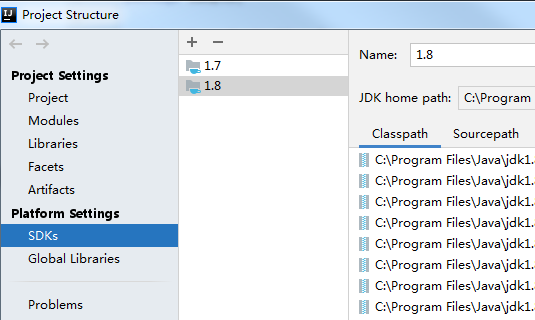 IJ Project Structure
Project Settings
Project
Modules
Libraries
Facets
Artifacts
Platform Settings
SDKs
Global Libraries
Problems
1.7
1.8
Name: 1.8
JDK home path: C:\Program
Classpath Sourcepath
C:\Program Files\Java\jdk1.
C:\Program Files\Java\jdk1.
C:\Program Files\Java\jdk1.
C:\Program Files\Java\jdk1.
C:\Program Files\Java\jdk1.
C:\Program Files\Java\jdk1.
C:\Program Files\Java\jdk1.
C:\Program Files\Java\jdk1.